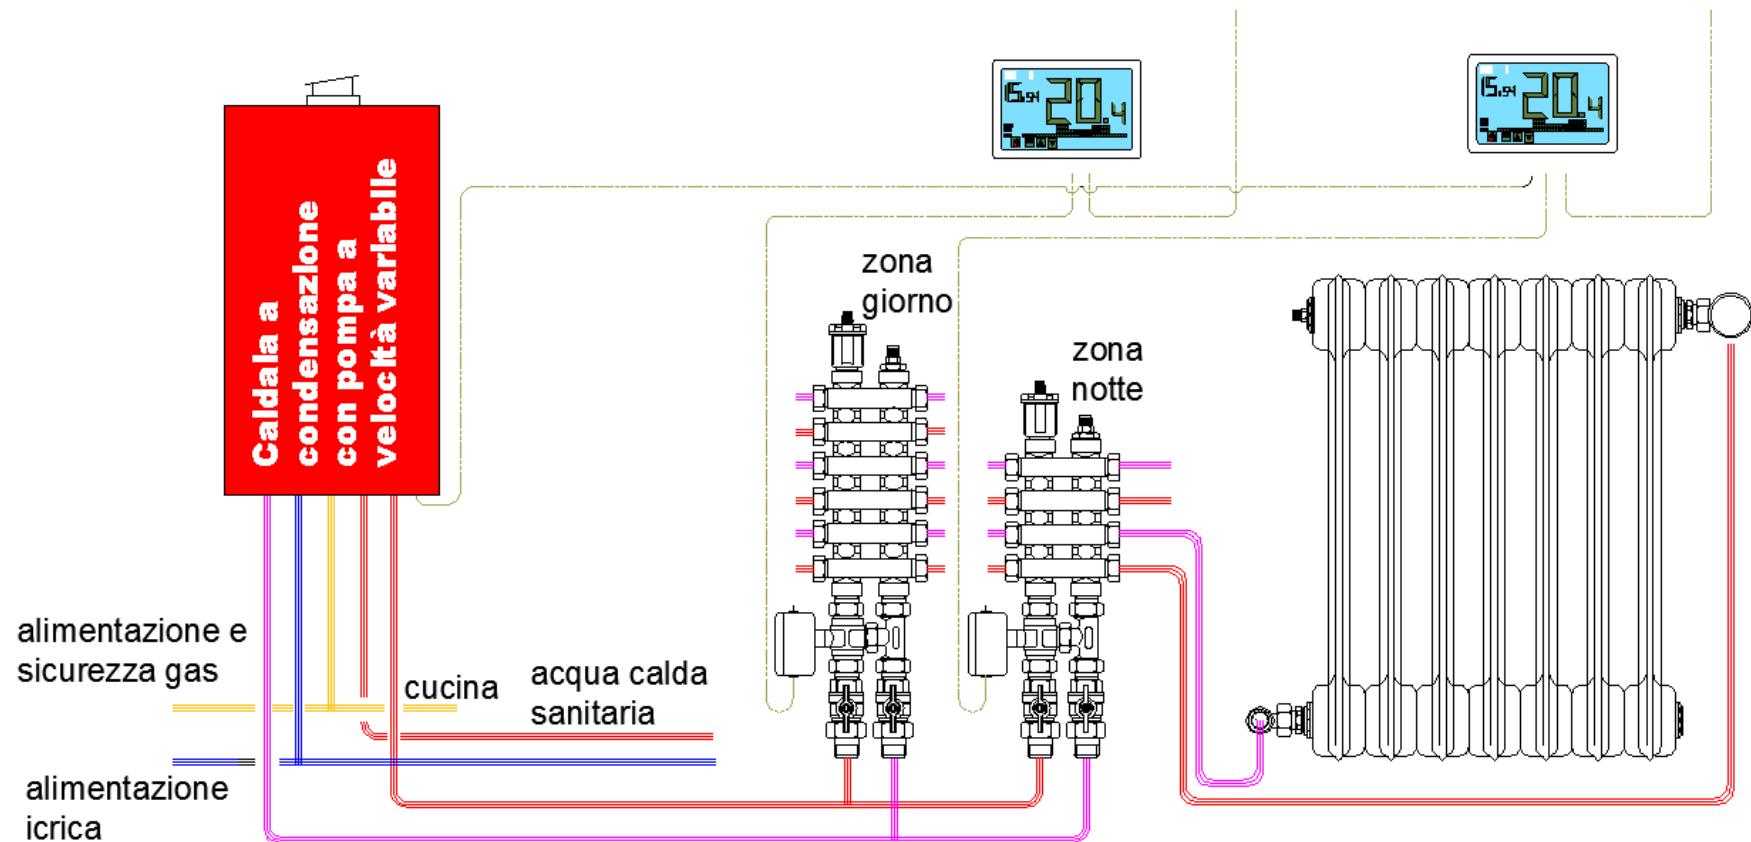 Caldaia a
condensazione
con pompa a
velocità variabile
15.54
20.4
15.54
20.4
zona
giorno
zona
notte
alimentazione e
sicurezza gas
cucina
acqua calda
sanitaria
alimentazione
icrica